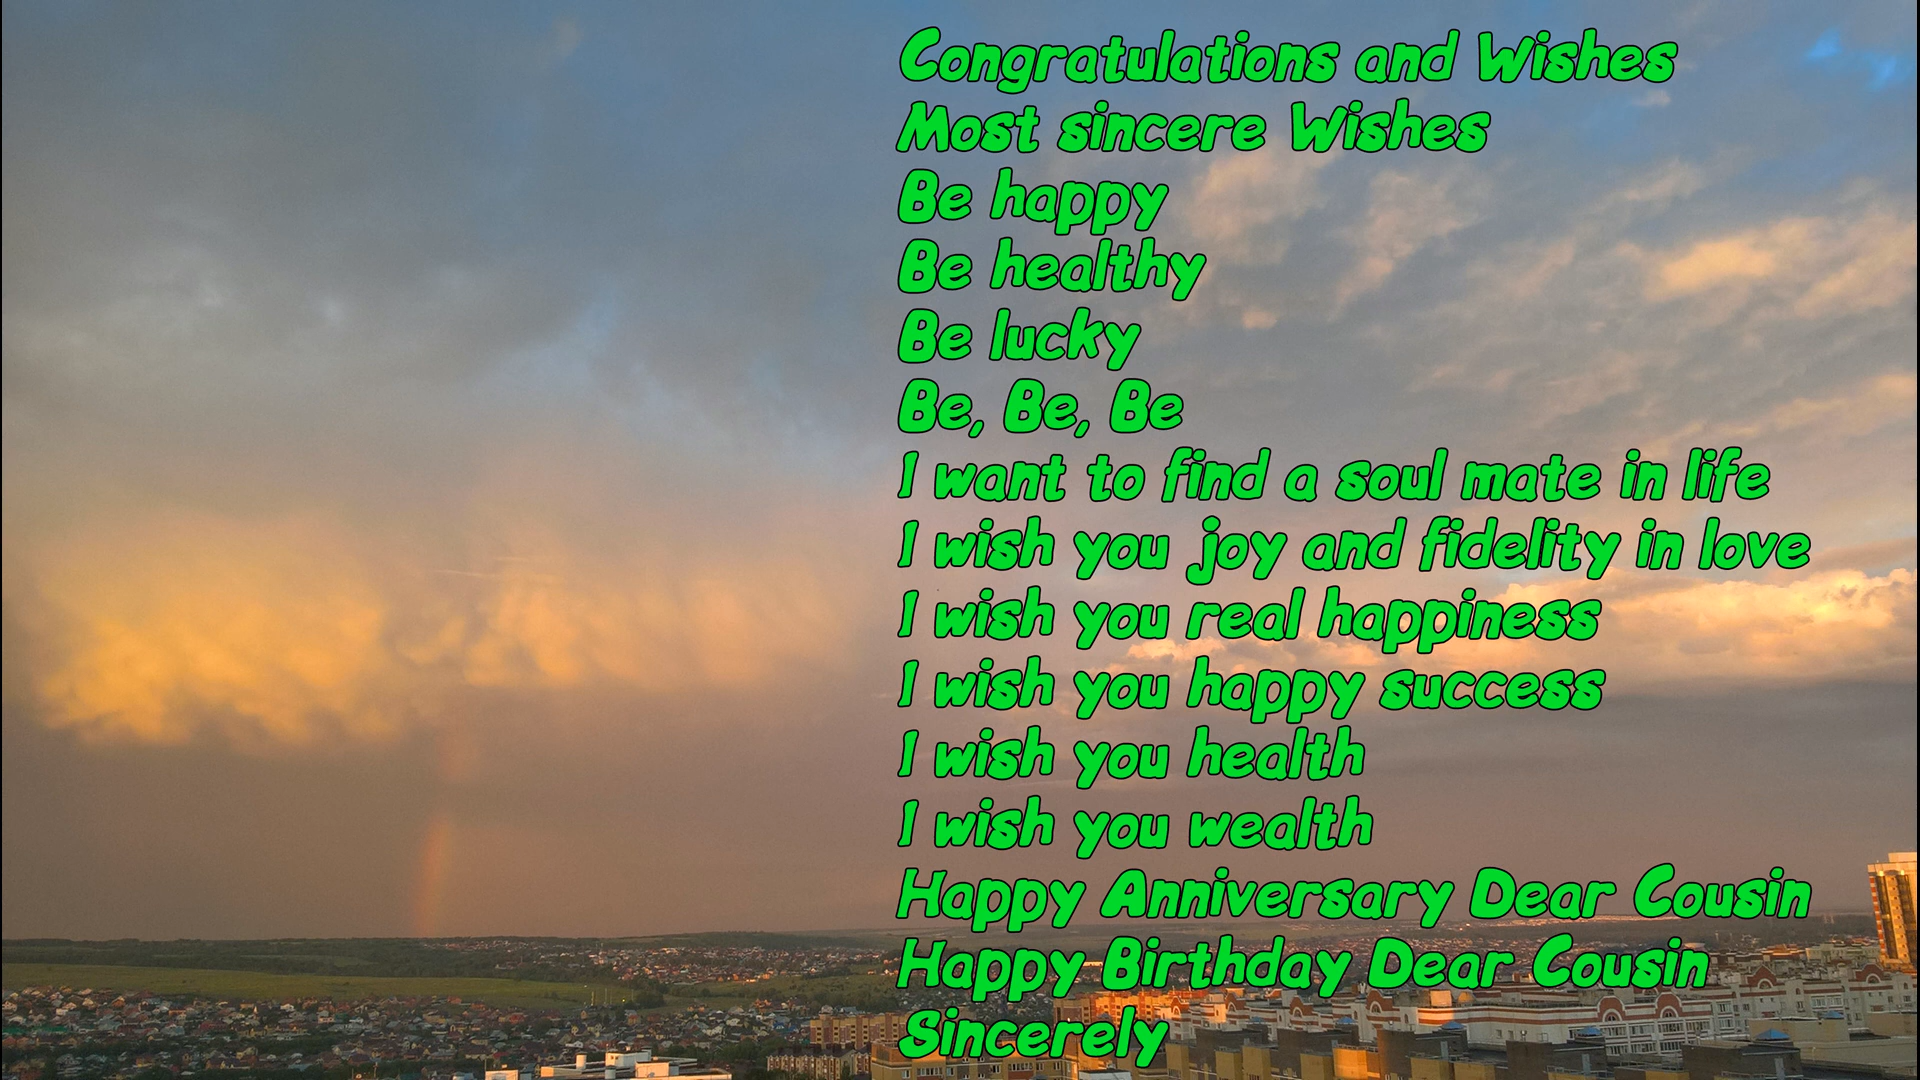 Congratulations and Wishes
Most sincere Wishes
Be happy
Be healthy
Be lucky
Be, Be, Be
I want to find a soul mate in life
I wish you joy and fidelity in love
I wish you real happiness
I wish you happy success
I wish you health
I wish you wealth
Happy Anniversary Dear Cousin
Happy Birthday Dear Cousin
Sincerely